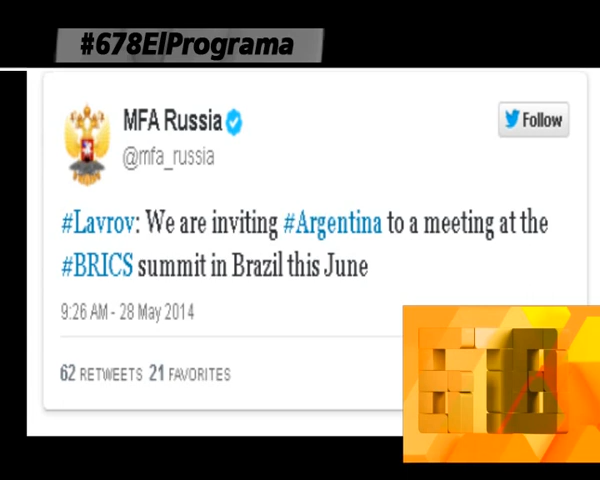 #678ElPrograma
MFA Russia
@mfa_russia
Follow
#Lavrov: We are inviting #Argentina to a meeting at the
#BRICS summit in Brazil this June
9:26 AM - 28 May 2014
62 RETWEETS 21 FAVORITES
678